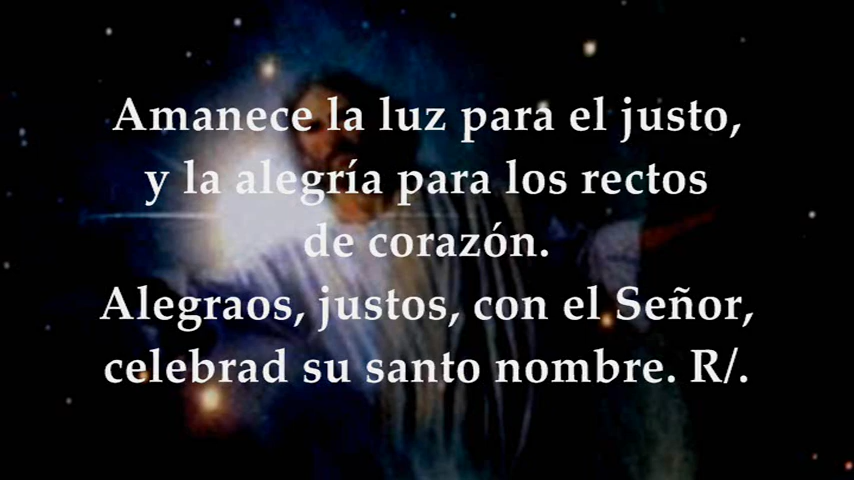 Amanece la luz para el justo,
y la alegría para los rectos
de corazón.
Alegraos, justos, con el Señor,
celebrad su santo nombre. R/.